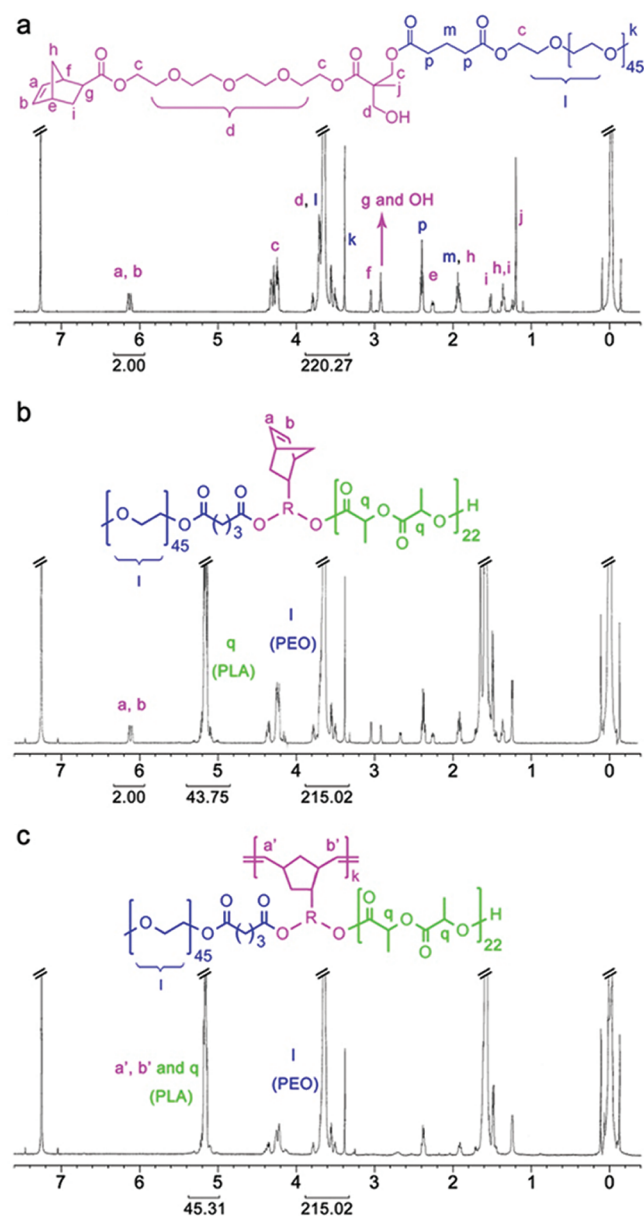 a
O O m O O c O O k
h c O O O O c O p p O 45
a f O O O O c l
b g j
e i d d OH
d, l
g and OH
j
k
c
p
m, h
a, b
f
e
i
h,i
7 6 5 4 3 2 1 0
2.00 220.27
b
a b
O O O q O H
O O 3 O R O O q 22
45 O
l
l
(PEO)
q
(PLA)
a, b
7 6 5 4 3 2 1 0
2.00 43.75 215.02
c
a' b'
k
O O O q O H
O O 3 O R O O q 22
45 O
l
a', b' and q
(PLA)
l
(PEO)
7 6 5 4 3 2 1 0
45.31 215.02